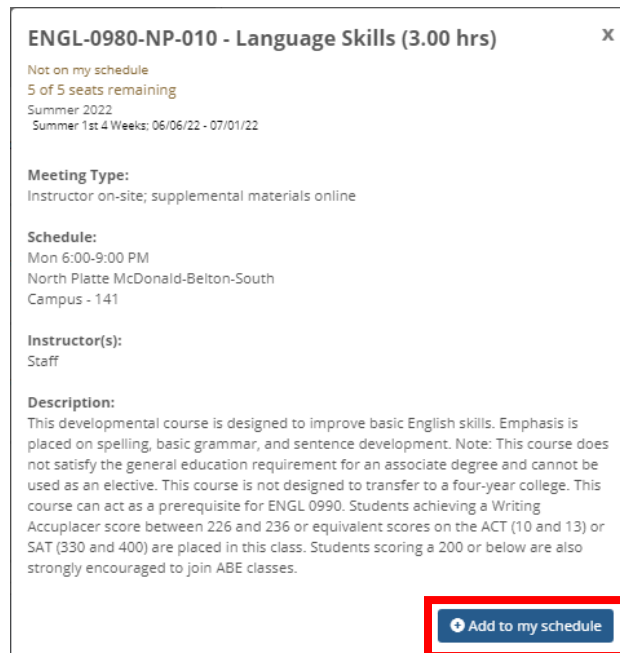 ENGL-0980-NP-010 - Language Skills (3.00 hrs)
X
Not on my schedule
5 of 5 seats remaining
Summer 2022
Summer 1st 4 Weeks; 06/06/22 - 07/01/22
Meeting Type:
Instructor on-site; supplemental materials online
Schedule:
Mon 6:00-9:00 PM
North Platte McDonald-Belton-South
Campus - 141
Instructor(s):
Staff
Description:
This developmental course is designed to improve basic English skills. Emphasis is
placed on spelling, basic grammar, and sentence development. Note: This course does
not satisfy the general education requirement for an associate degree and cannot be
used as an elective. This course is not designed to transfer to a four-year college. This
course can act as a prerequisite for ENGL 0990. Students achieving a Writing
Accuplacer score between 226 and 236 or equivalent scores on the ACT (10 and 13) or
SAT (330 and 400) are placed in this class. Students scoring a 200 or below are also
strongly encouraged to join ABE classes.
Add to my schedule